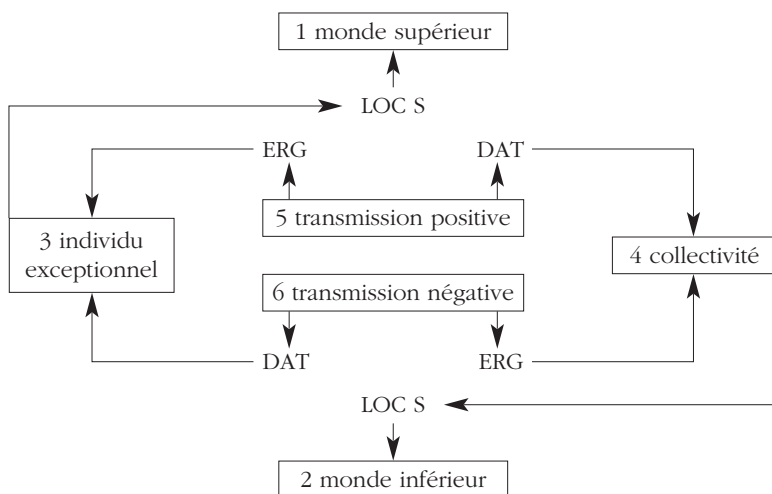 1 monde supérieur
LOC S
ERG
DAT
5 transmission positive
3 individu
exceptionnel
4 collectivité
6 transmission négative
DAT
ERG
LOC S
2 monde inférieur